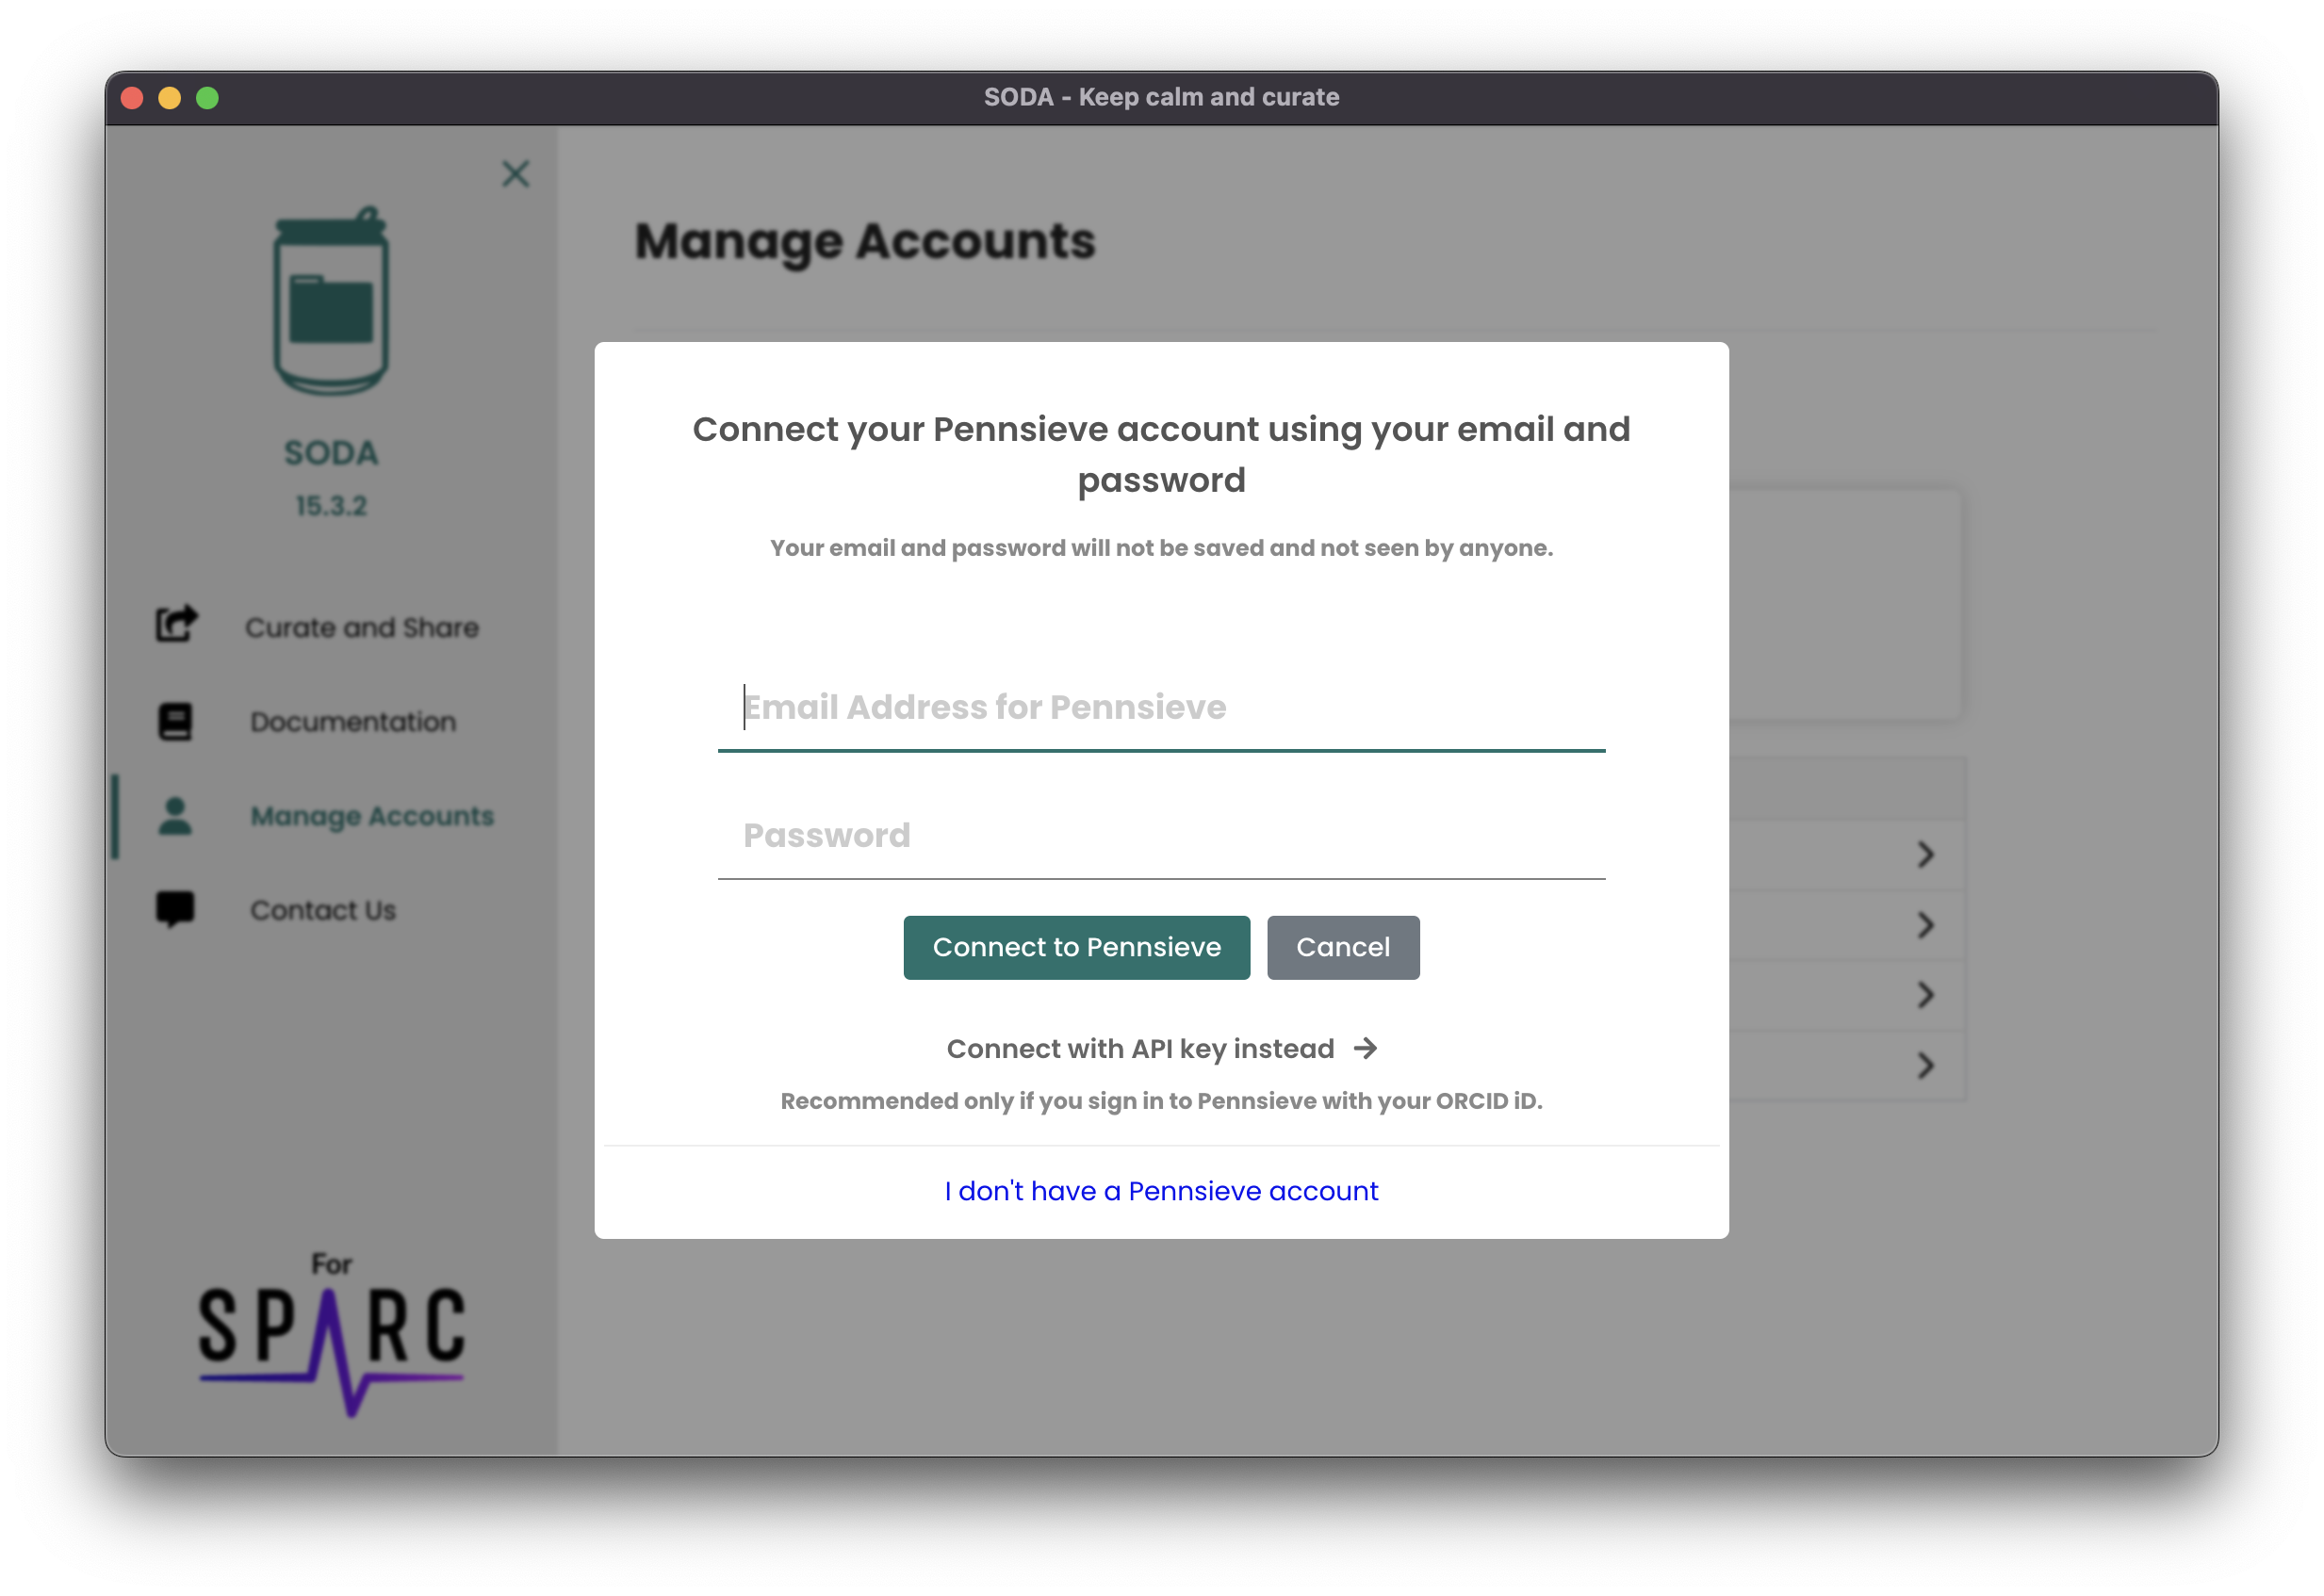 SODA - Keep calm and curate
SODA
15.3.2
Curate and Share
Documentation
Manage Accounts
Contact Us
For
SPARC
Manage Accounts
Connect your Pennsieve account using your email and
password
Your email and password will not be saved and not seen by anyone.
Email Address for Pennsieve
Password
Connect to Pennsieve
Cancel
Connect with API key instead
Recommended only if you sign in to Pennsieve with your ORCID iD.
I don't have a Pennsieve account